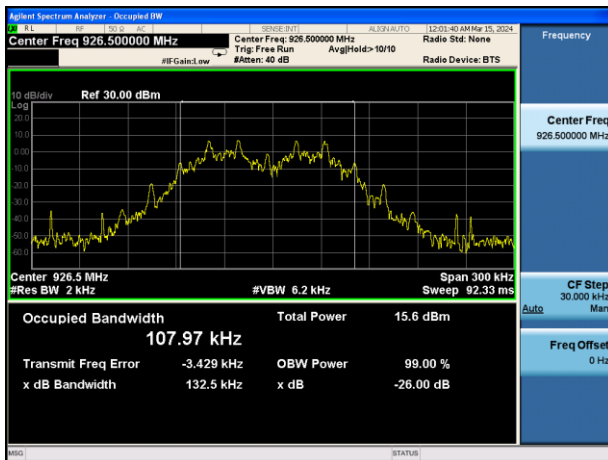 Agilent Spectrum Analyzer - Occupied BW
RL RF 50 Ω AC SENSE:INT ALIGNAUTO 12:01:40 AM Mar 15, 2024 Frequency
Center Freq 926.500000 MHz Center Freq: 926.500000 MHz Radio Std: None
Trig: Free Run Avg|Hold:> 10/10
#IFGain:Low #Atten: 40 dB Radio Device: BTS
10 dB/div Ref 30.00 dBm
Log
20.0
10.0
0.00
-10.0
-20.0
-30.0
-40.0
-50.0
-60.0
Center Freq
926.500000 MHz
Center 926.5 MHz Span 300 kHz
#Res BW 2 kHz #VBW 6.2 kHz Sweep 92.33 ms
CF Step
30.000 kHz
Auto Man
Occupied Bandwidth Total Power 15.6 dBm
107.97 kHz
Transmit Freq Error -3.429 kHz OBW Power 99.00 %
x dB Bandwidth 132.5 kHz x dB -26.00 dB
Freq Offset
0 Hz
MSG STATUS